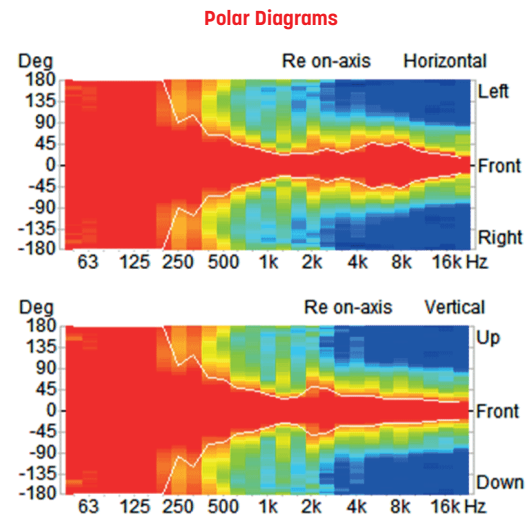 Polar Diagrams
Deg Re on-axis Horizontal
180
135
90
45
0
-45
-90
-135
-180
Left
Front
Right
63 125 250 500 1k 2k 4k 8k 16k Hz
Deg Re on-axis Vertical
180
135
90
45
0
-45
-90
-135
-180
Up
Front
Down
63 125 250 500 1k 2k 4k 8k 16k Hz